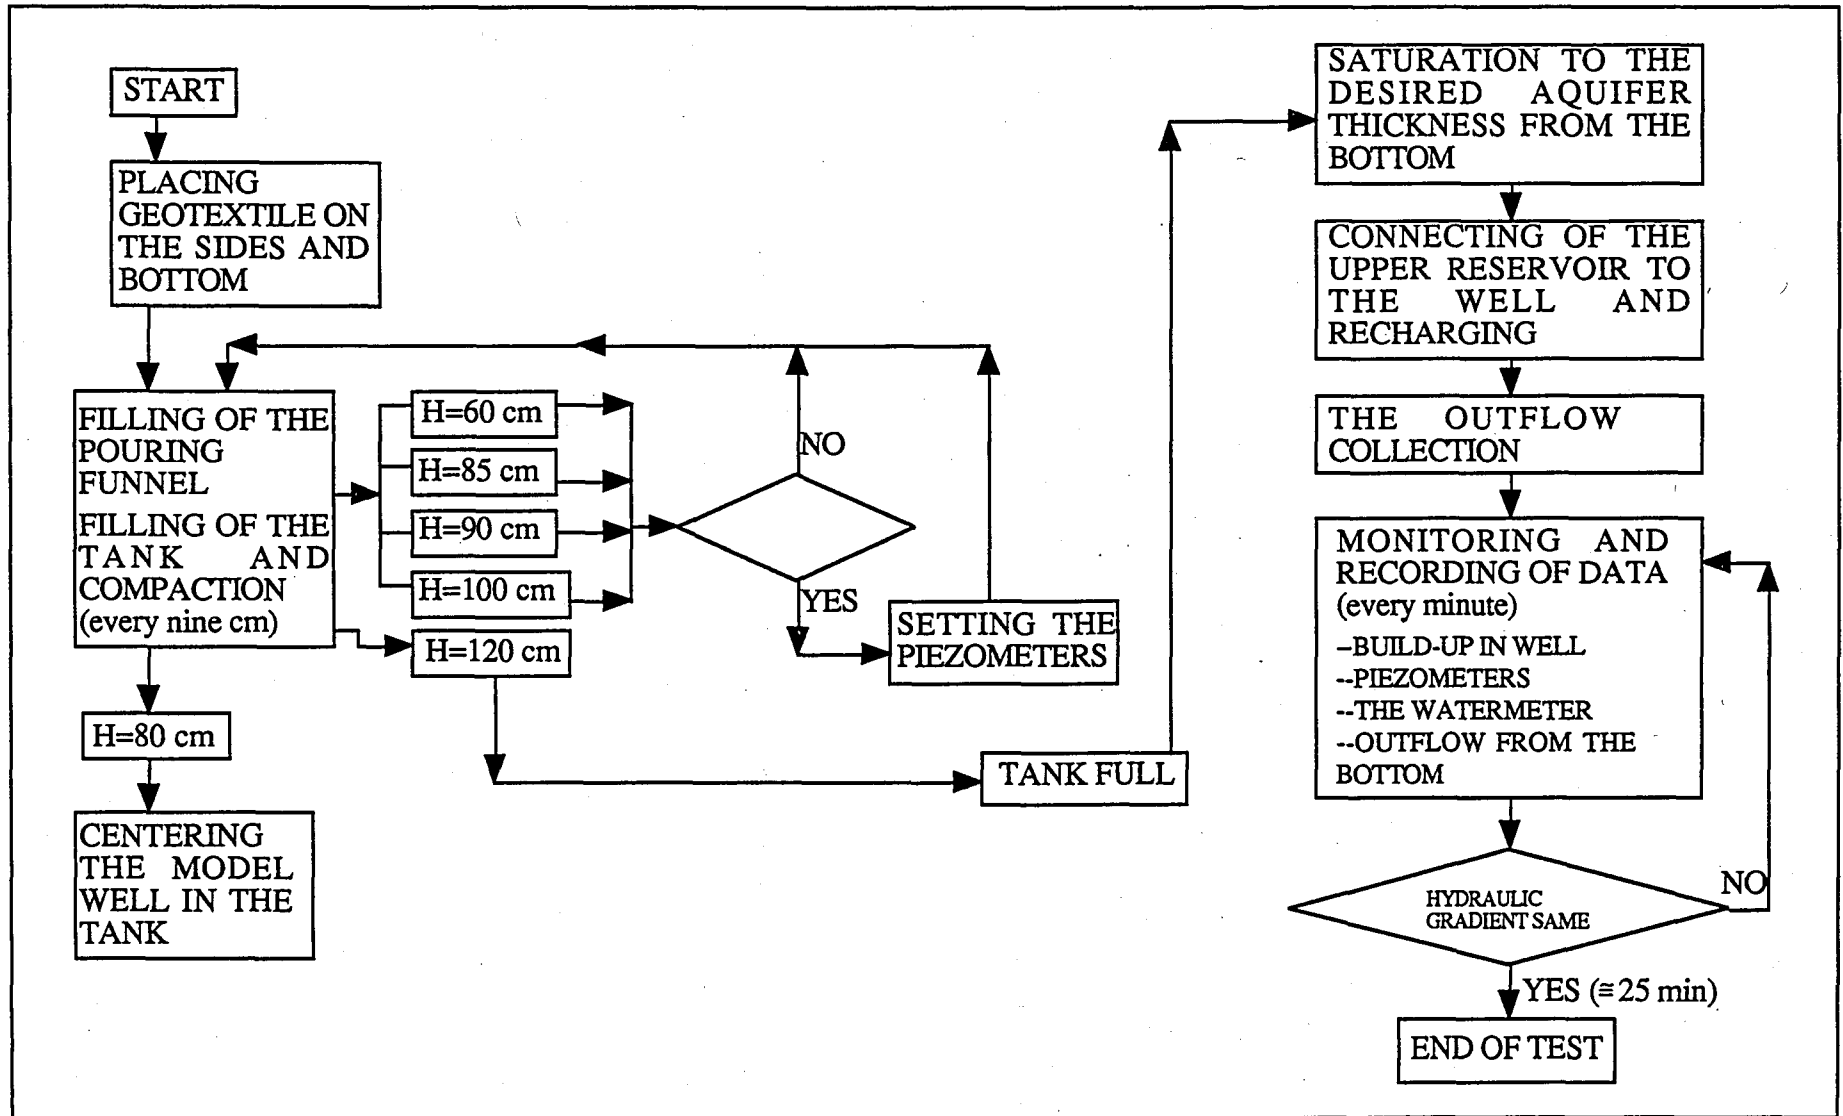 START
PLACING
GEOTEXTILE ON
THE SIDES AND
BOTTOM
FILLING OF THE
POURING
FUNNEL
FILLING OF THE
TANK AND
COMPACTION
(every nine cm)
H=80 cm
CENTERING
THE MODEL
WELL IN THE
TANK
H=60 cm
H=85 cm
H=90 cm
H=100 cm
H=120 cm
NO
YES
SETTING THE
PIEZOMETERS
TANK FULL
SATURATION TO THE
DESIRED AQUIFER
THICKNESS FROM THE
BOTTOM
CONNECTING OF THE
UPPER RESERVOIR TO
THE WELL AND
RECHARGING
THE OUTFLOW
COLLECTION
MONITORING AND
RECORDING OF DATA
(every minute)
-BUILD-UP IN WELL
--PIEZOMETERS
--THE WATERMETER
--OUTFLOW FROM THE
BOTTOM
HYDRAULIC
GRADIENT SAME
NO
YES (≅25 min)
END OF TEST